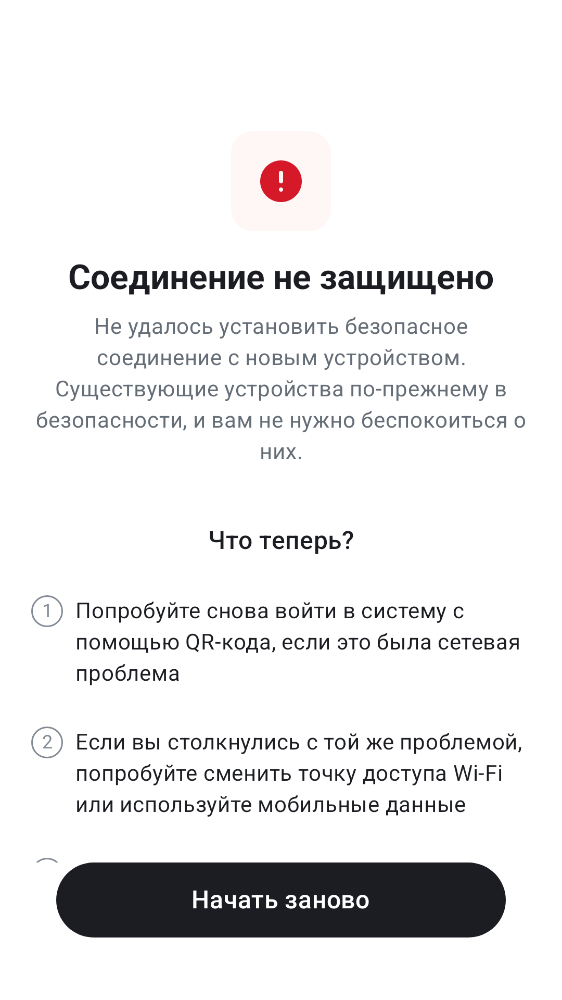 Соединение не защищено
Не удалось установить безопасное
соединение с новым устройством.
Существующие устройства по-прежнему в
безопасности, и вам не нужно беспокоиться о
них.
Что теперь?
1 Попробуйте снова войти в систему с
помощью QR-кода, если это была сетевая
проблема
2 Если вы столкнулись с той же проблемой,
попробуйте сменить точку доступа Wi-Fi
или используйте мобильные данные
Начать заново